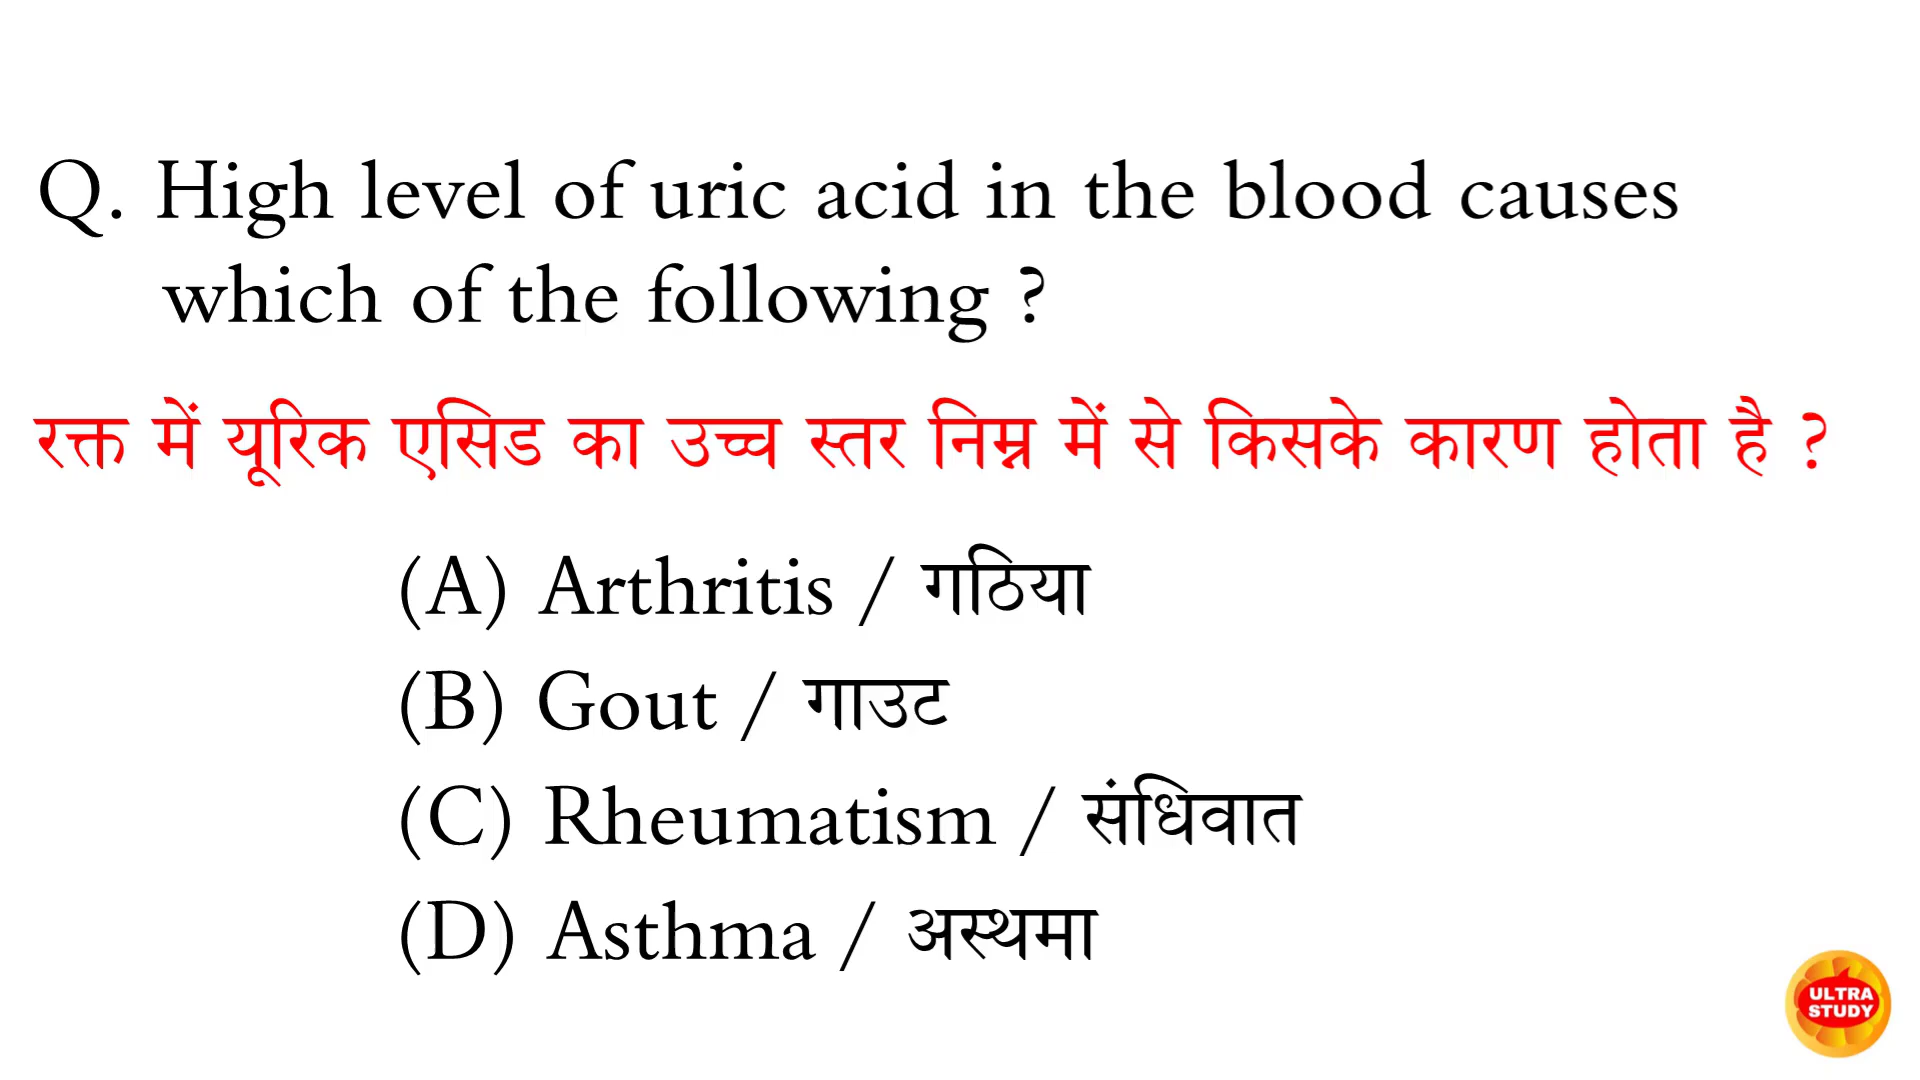 Q. High level of uric acid in the blood causes
which of the following ?
रक्त में यूरिक एसिड का उच्च स्तर निम्न में से किसके कारण होता है ?
(A) Arthritis / गठिया
(B) Gout / गाउट
(C) Rheumatism / संधिवात
(D) Asthma / अस्थमा
ULTRA
STUDY